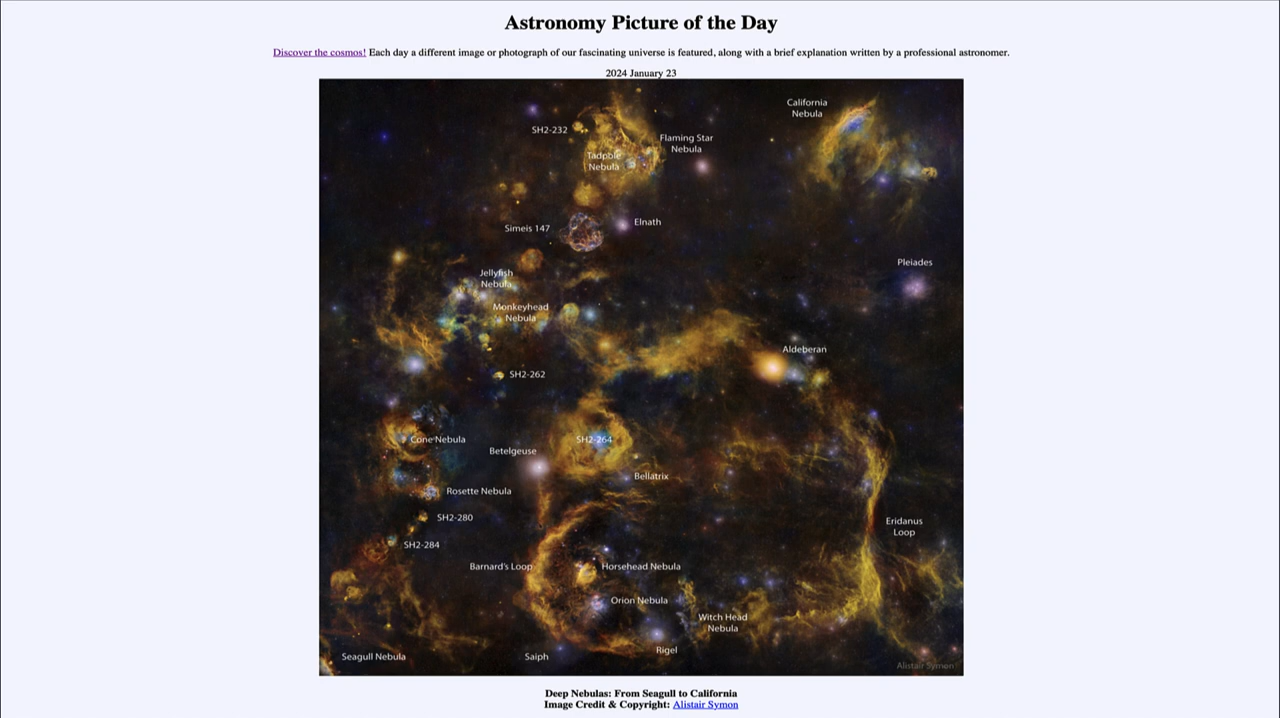 Astronomy Picture of the Day
Discover the cosmos! Each day a different image or photograph of our fascinating universe is featured, along with a brief explanation written by a professional astronomer.
2024 January 23
California
Nebula
SH2-232
Flaming Star
Nebula
Tadpole
Nebula
Elnath
Simeis 147
Pleiades
Jellyfish
Nebula
Monkeyhead
Nebula
Aldeberan
SH2-262
Cone Nebula
SH2-264
Betelgeuse
Bellatrix
Rosette Nebula
SH2-280
Eridanus
Loop
SH2-284
Barnard's Loop
Horsehead Nebula
Orion Nebula
Witch Head
Nebula
Rigel
Seagull Nebula
Saiph
Alistair Symon
Deep Nebulas: From Seagull to California
Image Credit & Copyright: Alistair Symon